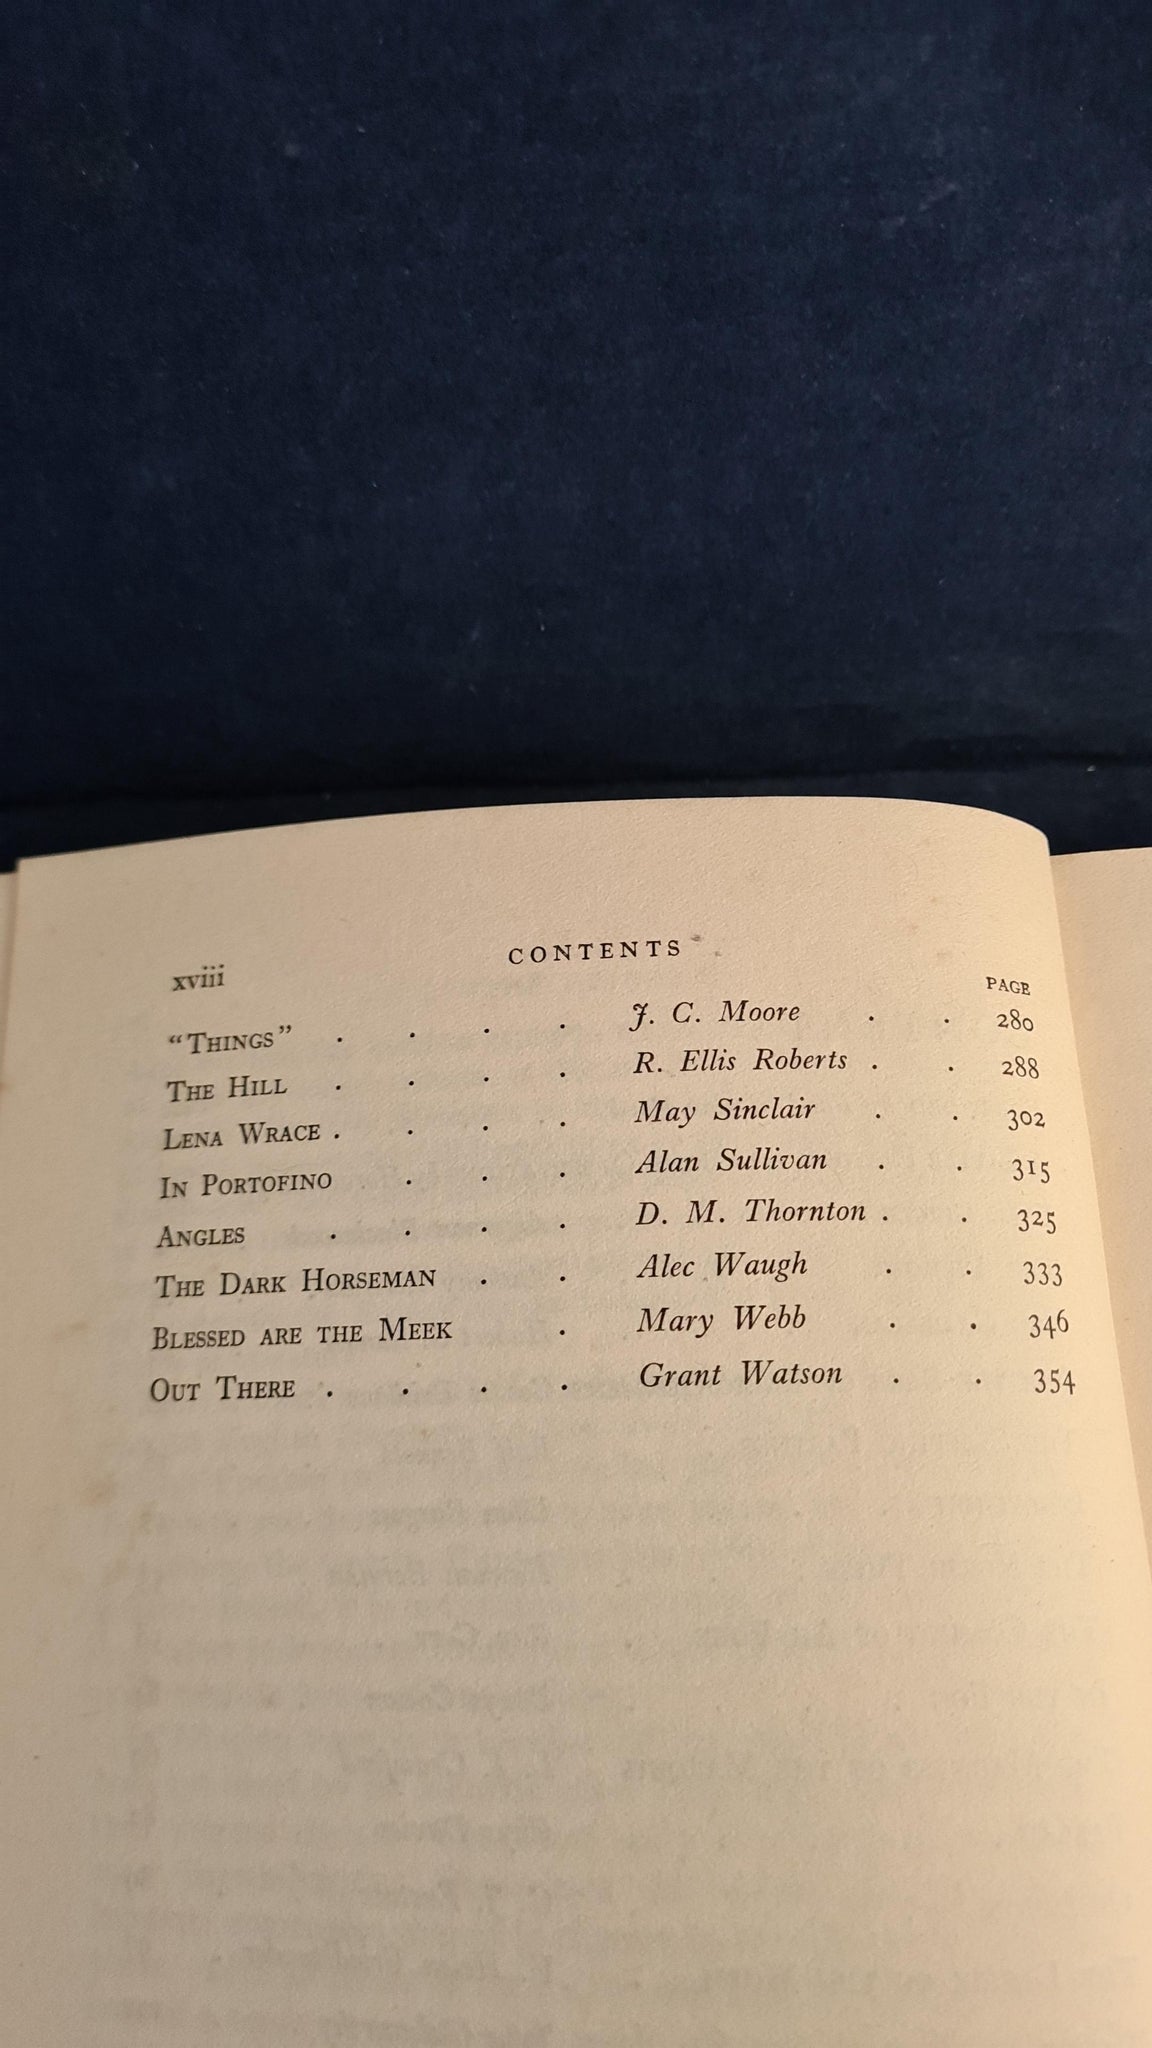 xviii CONTENTS
PAGE
"THINGS" . . . . J. C. Moore . . 280
THE HILL . . . . R. Ellis Roberts . . 288
LENA WRACE . . . . May Sinclair . . 302
IN PORTOFINO . . . Alan Sullivan . . 315
ANGLES . . . . D. M. Thornton . . 325
THE DARK HORSEMAN . . Alec Waugh . . 333
BLESSED ARE THE MEEK . Mary Webb . . 346
OUT THERE . . . . Grant Watson . . 354